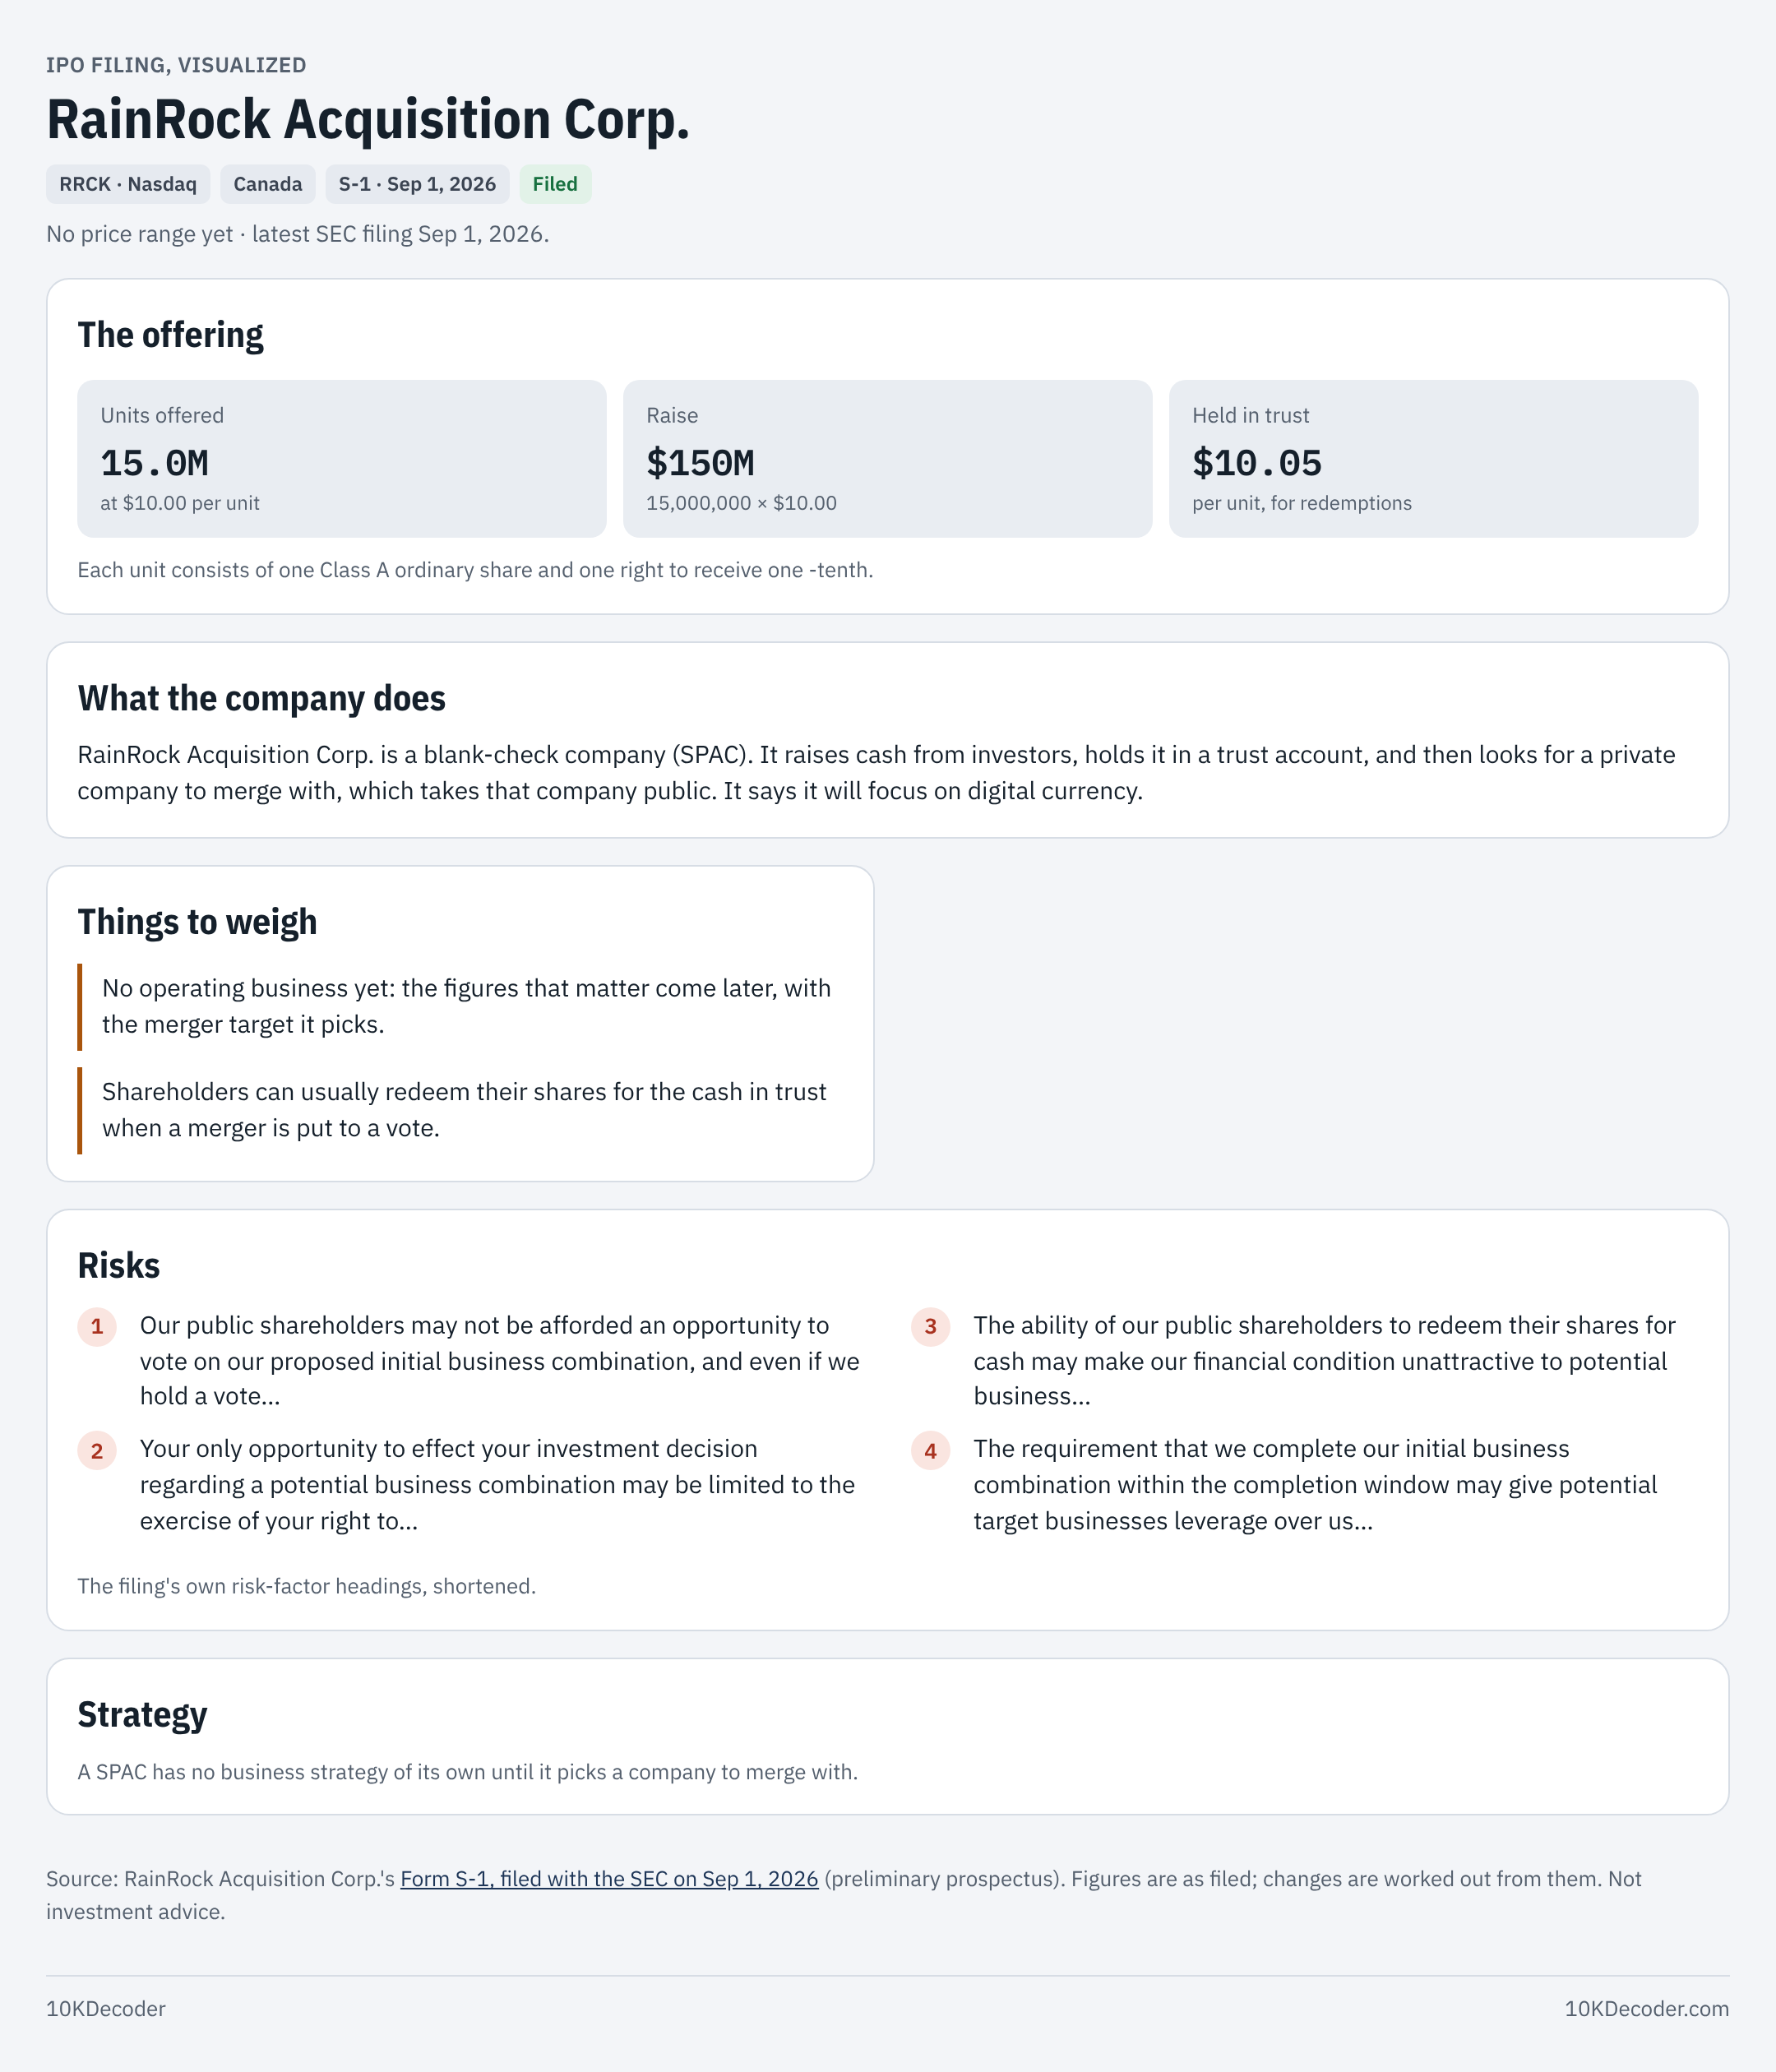 IPO FILING, VISUALIZED
RainRock Acquisition Corp.
RRCK · Nasdaq
Canada
S-1 · Sep 1, 2026
Filed
No price range yet · latest SEC filing Sep 1, 2026.
The offering
Units offered
15.0M
at $10.00 per unit
Raise
$150M
15,000,000 × $10.00
Held in trust
$10.05
per unit, for redemptions
Each unit consists of one Class A ordinary share and one right to receive one -tenth.
What the company does
RainRock Acquisition Corp. is a blank-check company (SPAC). It raises cash from investors, holds it in a trust account, and then looks for a private
company to merge with, which takes that company public. It says it will focus on digital currency.
Things to weigh
No operating business yet: the figures that matter come later, with
the merger target it picks.
Shareholders can usually redeem their shares for the cash in trust
when a merger is put to a vote.
Risks
1
Our public shareholders may not be afforded an opportunity to
vote on our proposed initial business combination, and even if we
hold a vote...
2
Your only opportunity to effect your investment decision
regarding a potential business combination may be limited to the
exercise of your right to...
3
The ability of our public shareholders to redeem their shares for
cash may make our financial condition unattractive to potential
business...
4
The requirement that we complete our initial business
combination within the completion window may give potential
target businesses leverage over us...
The filing's own risk-factor headings, shortened.
Strategy
A SPAC has no business strategy of its own until it picks a company to merge with.
Source: RainRock Acquisition Corp.'s Form S-1, filed with the SEC on Sep 1, 2026 (preliminary prospectus). Figures are as filed; changes are worked out from them. Not
investment advice.
10KDecoder
10KDecoder.com